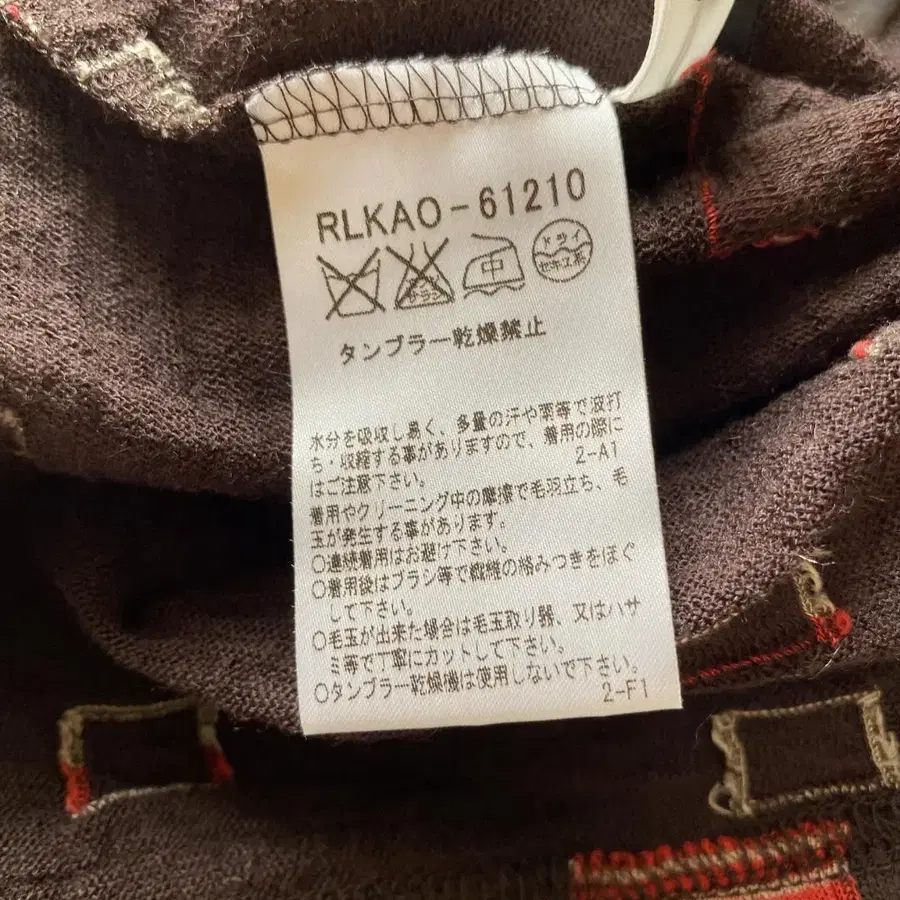 RLKAO-61210
サラシ
中
ドライ
セキユ系
タンブラー乾燥禁止
水分を吸収し易く、多量の汗や雨等で波打
ち・収縮する事がありますので、着用の際に
はご注意下さい。
2-A1
着用やクリーニング中の摩擦で毛羽立ち、毛
玉が発生する事があります。
○連続着用はお避け下さい。
○着用後はブラシ等で繊維の絡みつきをほぐ
して下さい。
○毛玉が出来た場合は毛玉取り器、又はハサ
ミ等で丁寧にカットして下さい。
○タンブラー乾燥機は使用しないで下さい。
2-F1